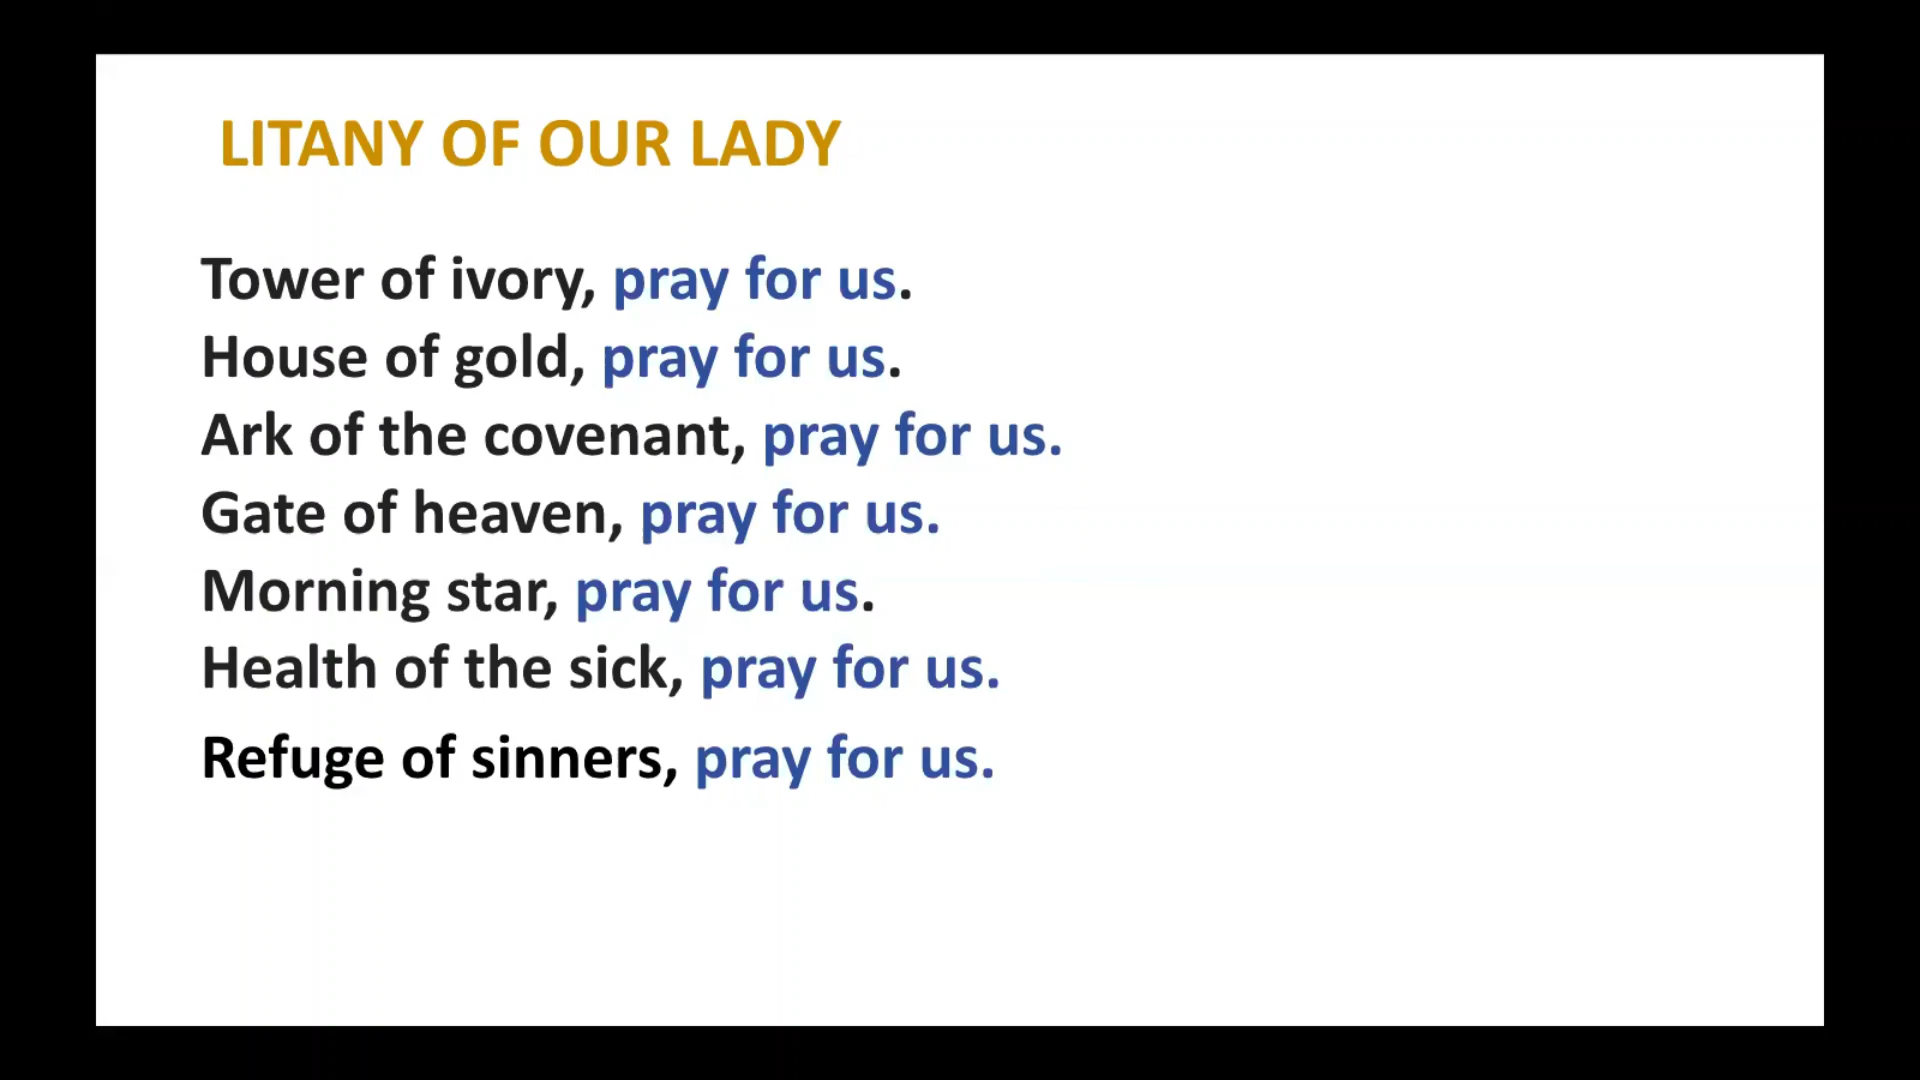 LITANY OF OUR LADY
Tower of ivory, pray for us.
House of gold, pray for us.
Ark of the covenant, pray for us.
Gate of heaven, pray for us.
Morning star, pray for us.
Health of the sick, pray for us.
Refuge of sinners, pray for us.